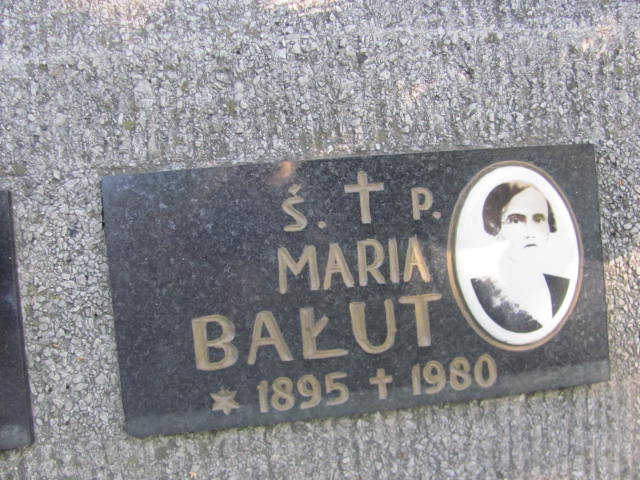 Ś. ✝ P.
MARIA
BAŁUT
* 1895 ✝ 1980